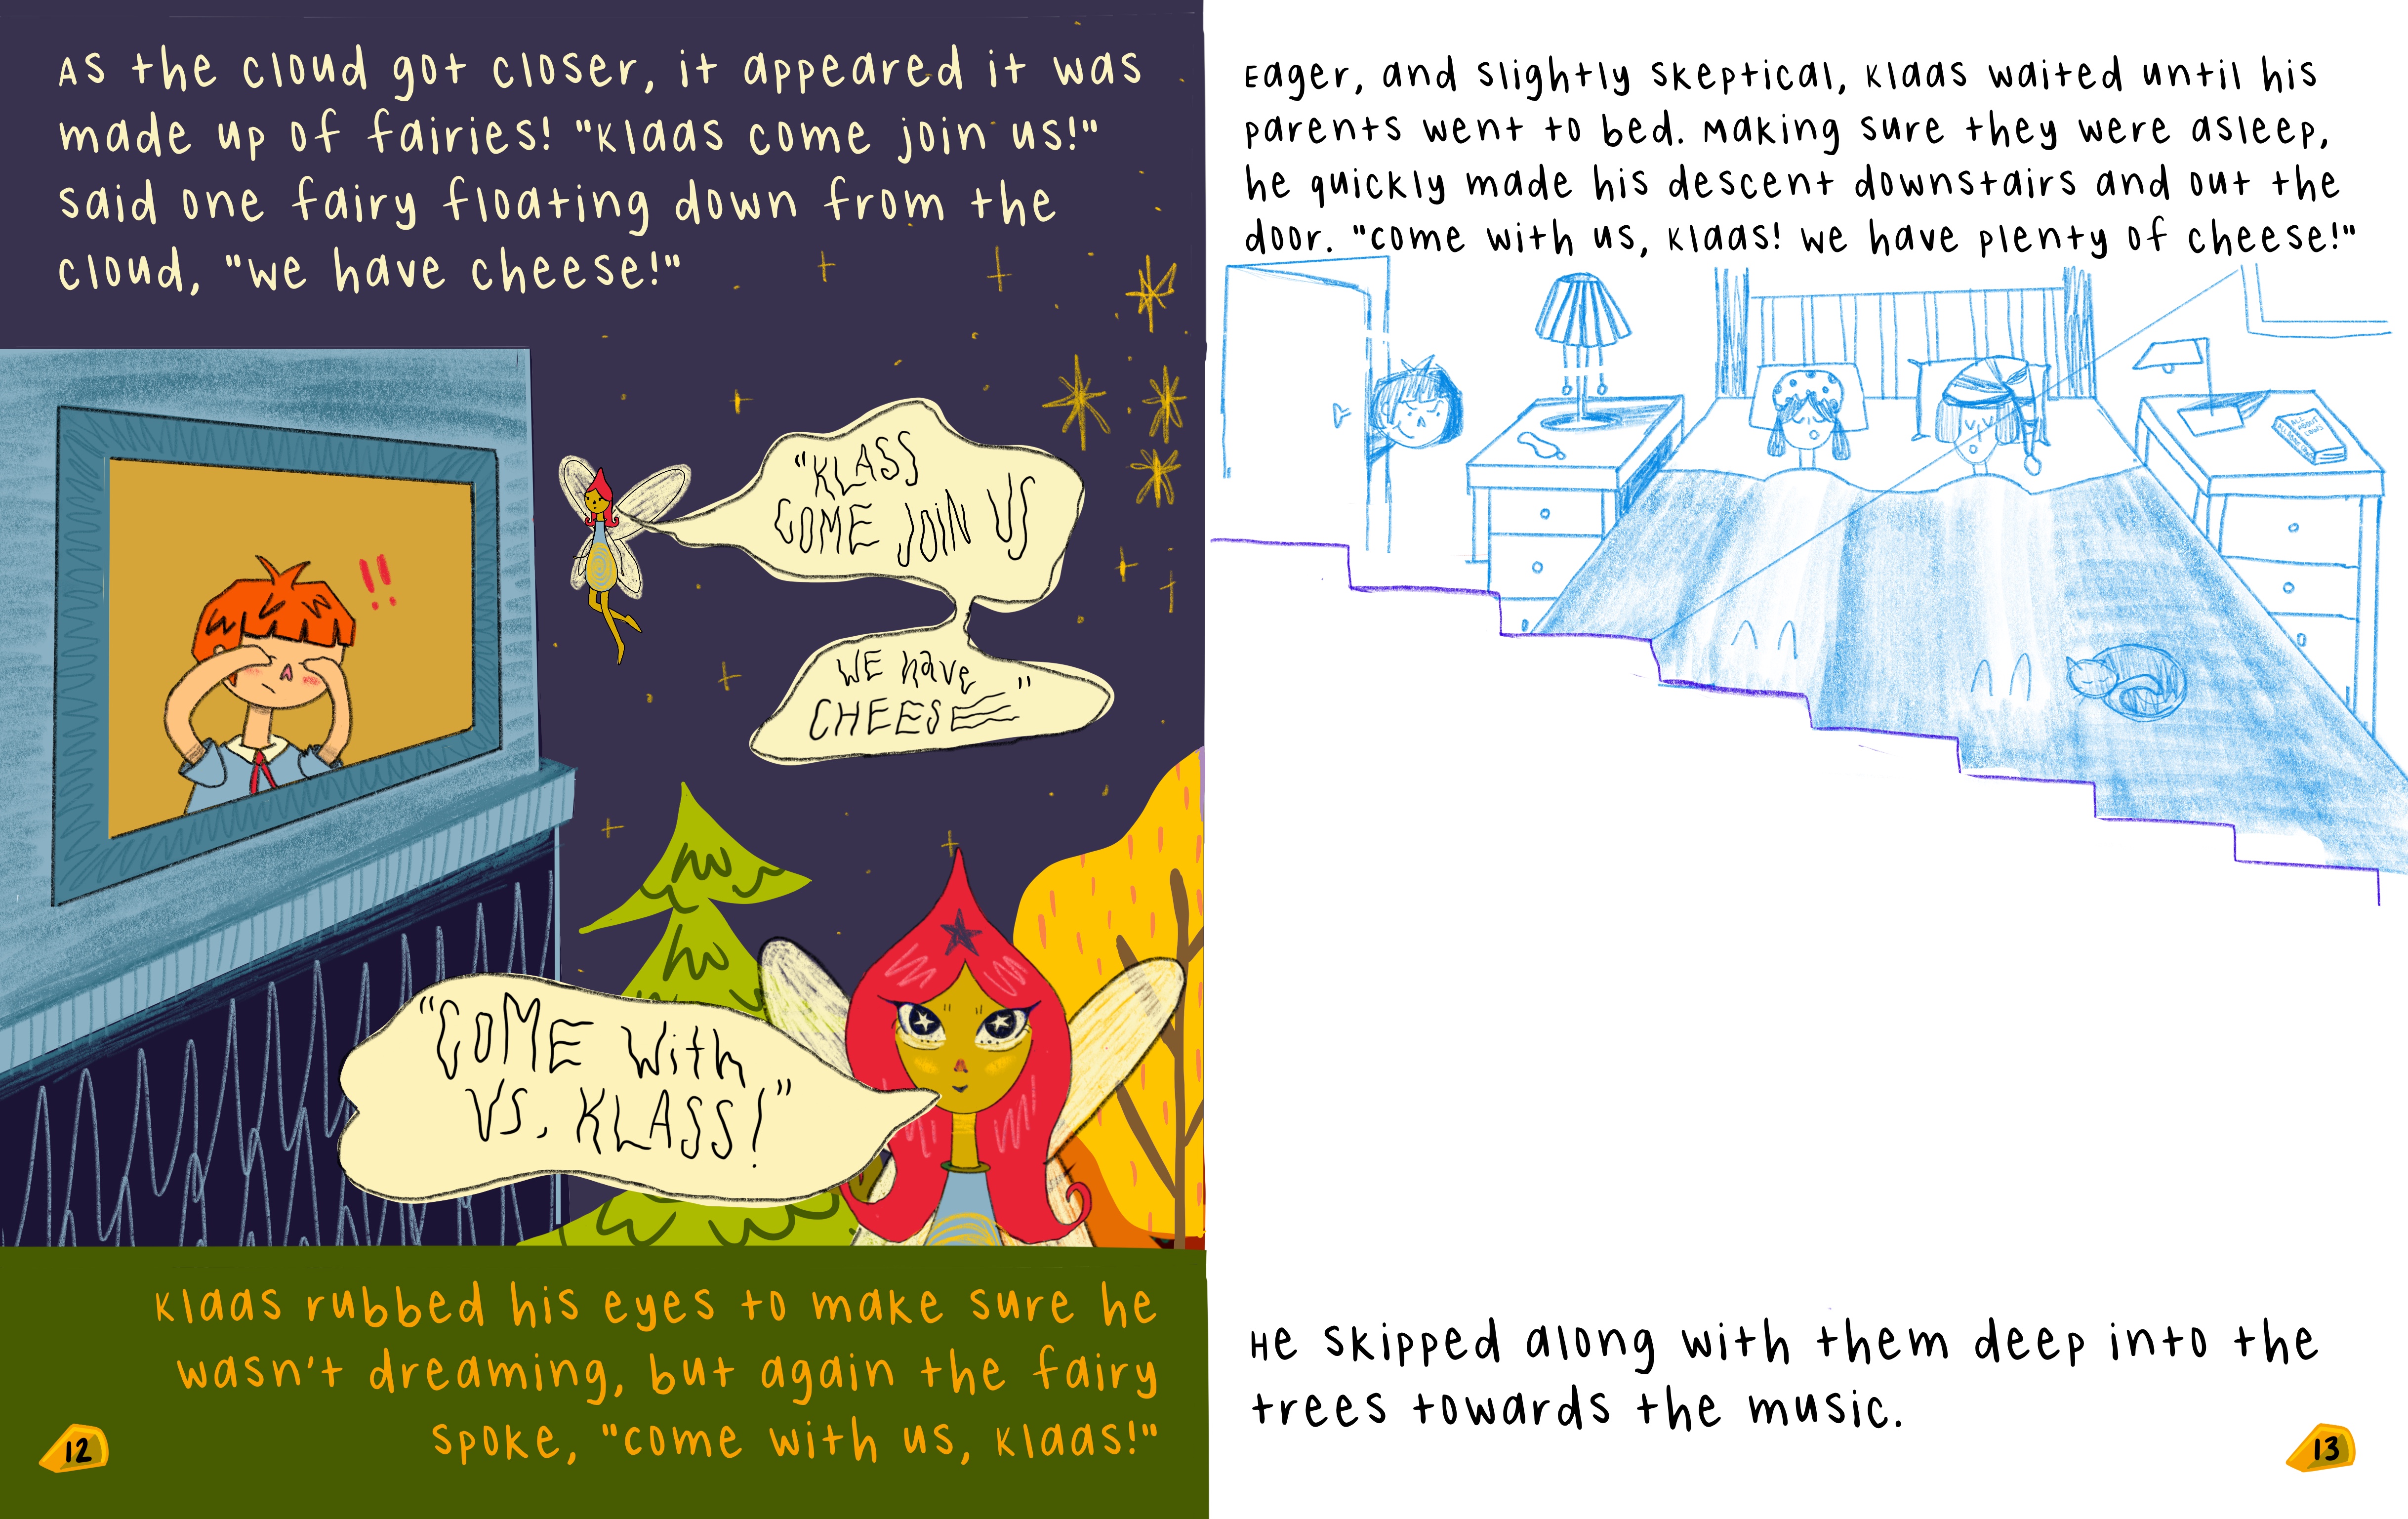 As the cloud got closer, it appeared it was
made up of fairies! "Klaas come join us!"
said one fairy floating down from the
cloud, "we have cheese!"
"KLASS
COME JOIN US
WE have
CHEESE"
"COME With
US, KLASS!"
Klaas rubbed his eyes to make sure he
wasn't dreaming, but again the fairy
spoke, "come with us, Klaas!"
12
Eager, and slightly skeptical, Klaas waited until his
parents went to bed. Making sure they were asleep,
he quickly made his descent downstairs and out the
door. "Come with us, Klaas! We have plenty of cheese!"
He skipped along with them deep into the
trees towards the music.
13